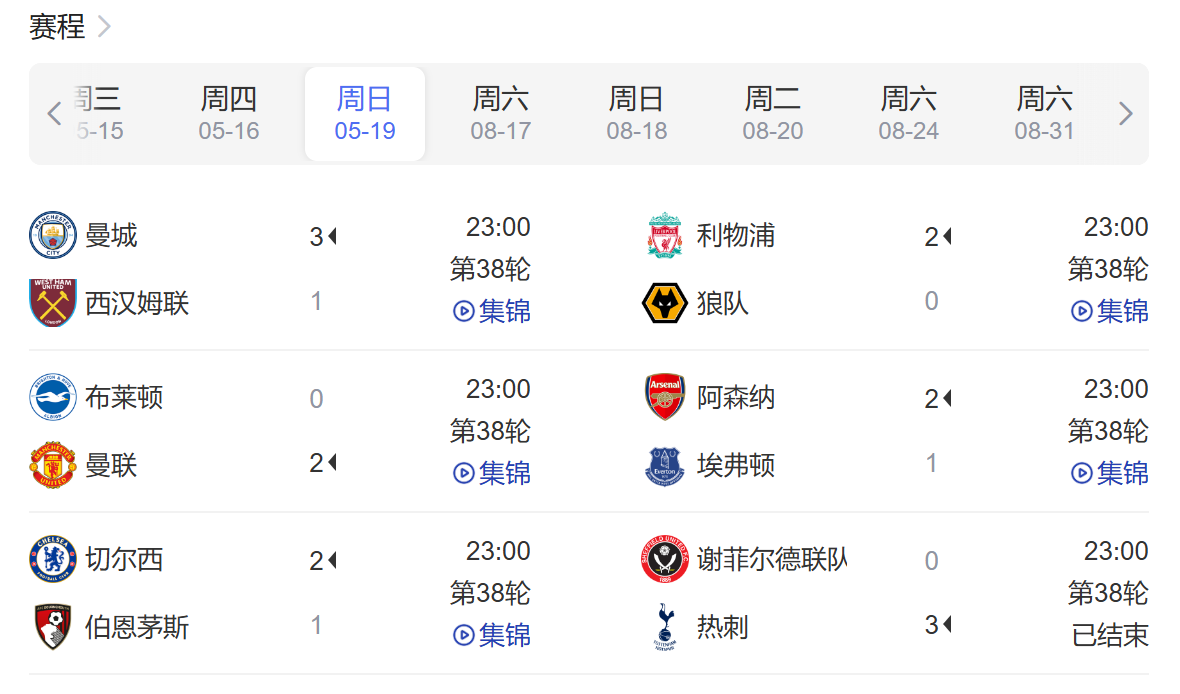 赛程
周三 周四 周日 周六 周日 周二 周六 周六
5-15 05-16 05-19 08-17 08-18 08-20 08-24 08-31
曼城 3 23:00
第38轮
西汉姆联 1 集锦
利物浦 2 23:00
第38轮
狼队 0 集锦
布莱顿 0 23:00
第38轮
曼联 2 集锦
阿森纳 2 23:00
第38轮
埃弗顿 1 集锦
切尔西 2 23:00
第38轮
伯恩茅斯 1 集锦
谢菲尔德联队 0 23:00
第38轮
热刺 3 已结束